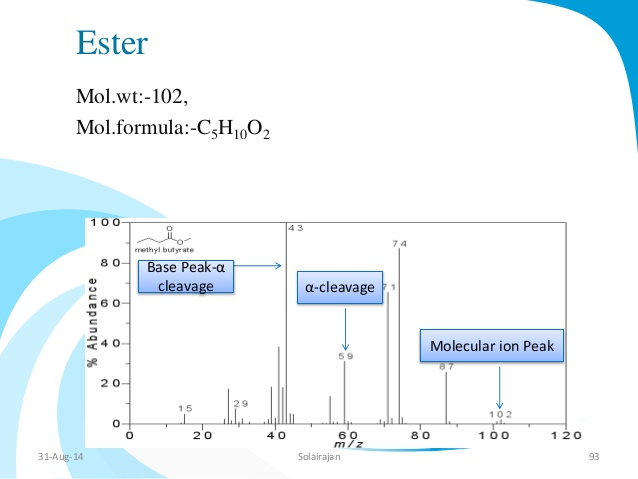 Ester
Mol.wt:-102,
Mol.formula:-C5H10O2
100
80
60
40
20
0
% Abundance
O
O
methyl butyrate
Base Peak-α
cleavage
43
α-cleavage
74
71
Molecular ion Peak
59
87
15
29
102
0 20 40 60 80 100 120
m/z
31-Aug-14 Solairajan 93